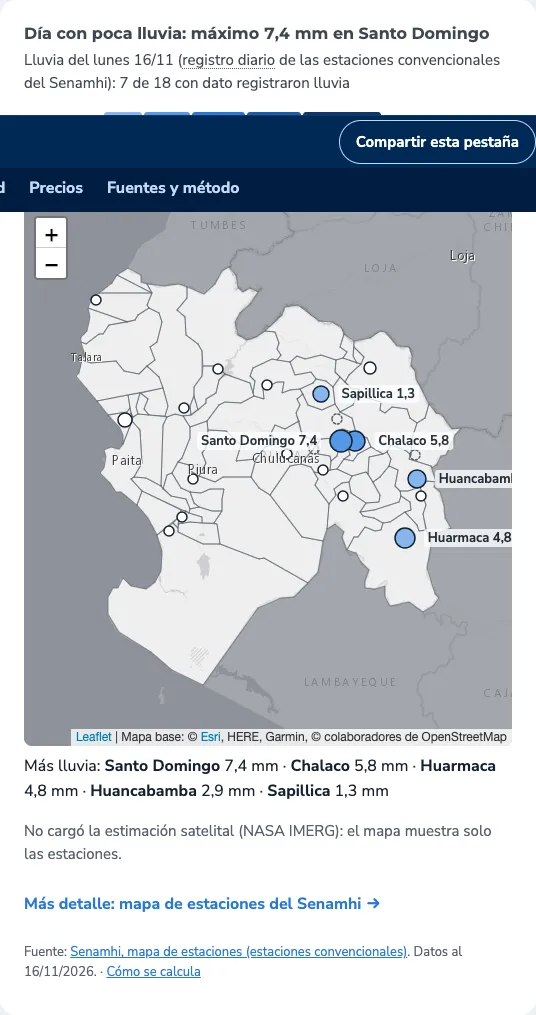 Día con poca lluvia: máximo 7,4 mm en Santo Domingo
Lluvia del lunes 16/11 (registro diario de las estaciones convencionales
del Senamhi): 7 de 18 con dato registraron lluvia
Compartir esta pestaña
d Precios Fuentes y método
+
−
TUMBES
Loja
LOJA
Talara
Sapillica 1,3
Santo Domingo 7,4
Chalaco 5,8
Paita
Piura
Chulucanas
Huancabam
Huarmaca 4,8
LAMBAYEQUE
CAJ
Leaflet | Mapa base: © Esri, HERE, Garmin, © colaboradores de OpenStreetMap
Más lluvia: Santo Domingo 7,4 mm · Chalaco 5,8 mm · Huarmaca
4,8 mm · Huancabamba 2,9 mm · Sapillica 1,3 mm
No cargó la estimación satelital (NASA IMERG): el mapa muestra solo
las estaciones.
Más detalle: mapa de estaciones del Senamhi →
Fuente: Senamhi, mapa de estaciones (estaciones convencionales). Datos al
16/11/2026. · Cómo se calcula